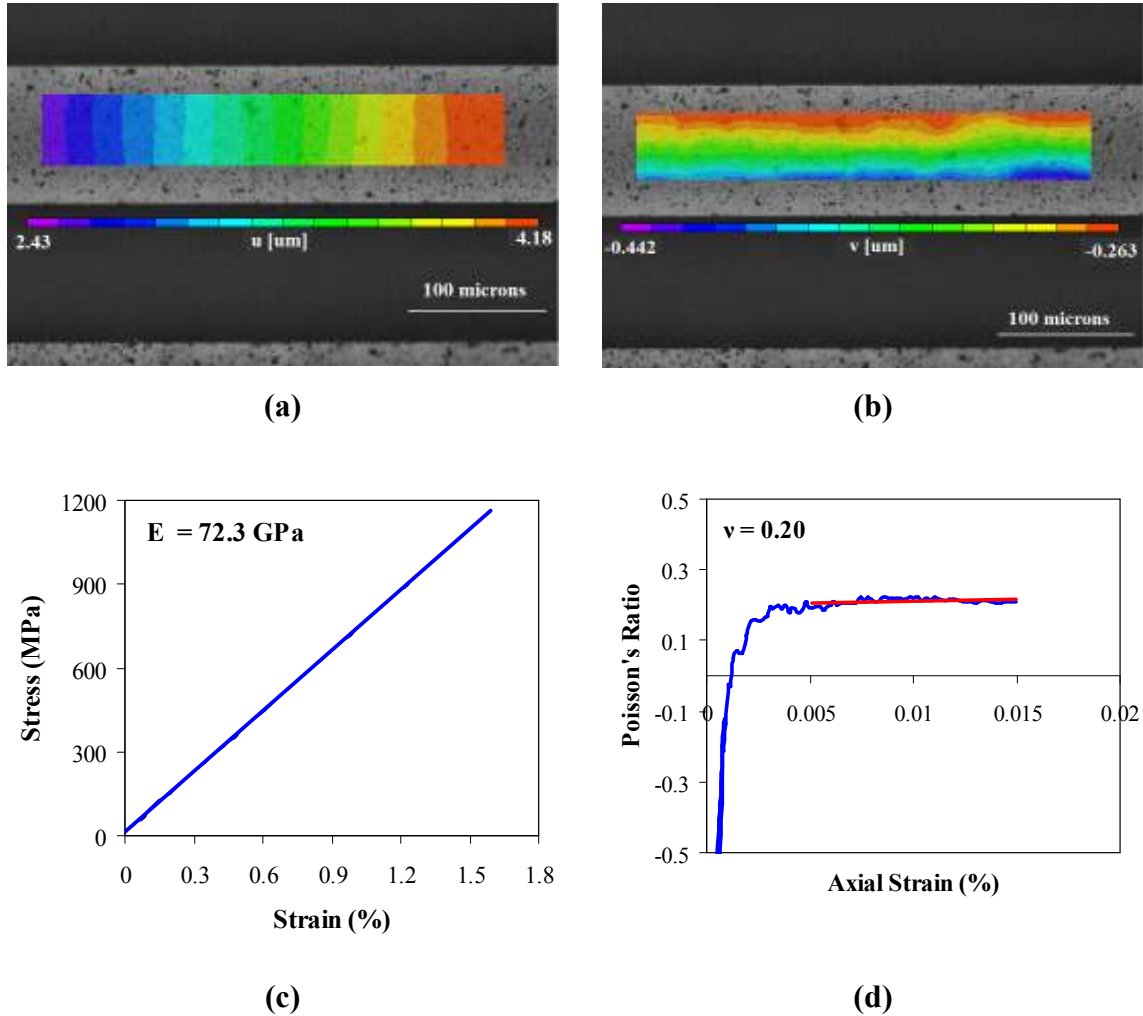 2.43 u [um] 4.18
100 microns
-0.442 v [um] -0.263
100 microns
(a)
(b)
1200
900
600
300
0
E = 72.3 GPa
Stress (MPa)
0 0.3 0.6 0.9 1.2 1.5 1.8
Strain (%)
(c)
0.5
0.3
0.1
-0.1
-0.3
-0.5
ν = 0.20
Poisson's Ratio
0 0.005 0.01 0.015 0.02
Axial Strain (%)
(d)